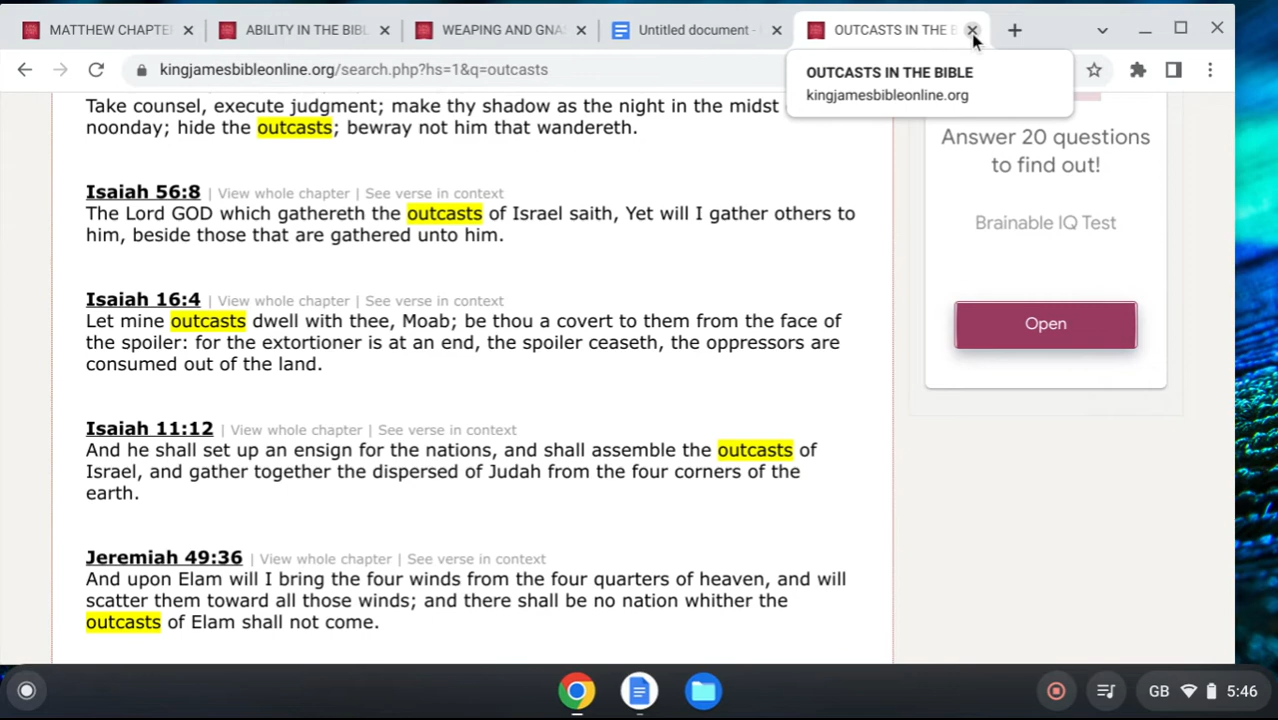 MATTHEW CHAPTE
ABILITY IN THE BIBL
WEAPING AND GNAS
Untitled document -
OUTCASTS IN THE B
kingjamesbibleonline.org/search.php?hs=1&q=outcasts
OUTCASTS IN THE BIBLE
kingjamesbibleonline.org
Take counsel, execute judgment; make thy shadow as the night in the midst
noonday; hide the outcasts; bewray not him that wandereth.
Isaiah 56:8 | View whole chapter | See verse in context
The Lord GOD which gathereth the outcasts of Israel saith, Yet will I gather others to
him, beside those that are gathered unto him.
Isaiah 16:4 | View whole chapter | See verse in context
Let mine outcasts dwell with thee, Moab; be thou a covert to them from the face of
the spoiler: for the extortioner is at an end, the spoiler ceaseth, the oppressors are
consumed out of the land.
Isaiah 11:12 | View whole chapter | See verse in context
And he shall set up an ensign for the nations, and shall assemble the outcasts of
Israel, and gather together the dispersed of Judah from the four corners of the
earth.
Jeremiah 49:36 | View whole chapter | See verse in context
And upon Elam will I bring the four winds from the four quarters of heaven, and will
scatter them toward all those winds; and there shall be no nation whither the
outcasts of Elam shall not come.
Answer 20 questions
to find out!
Brainable IQ Test
Open
GB
5:46